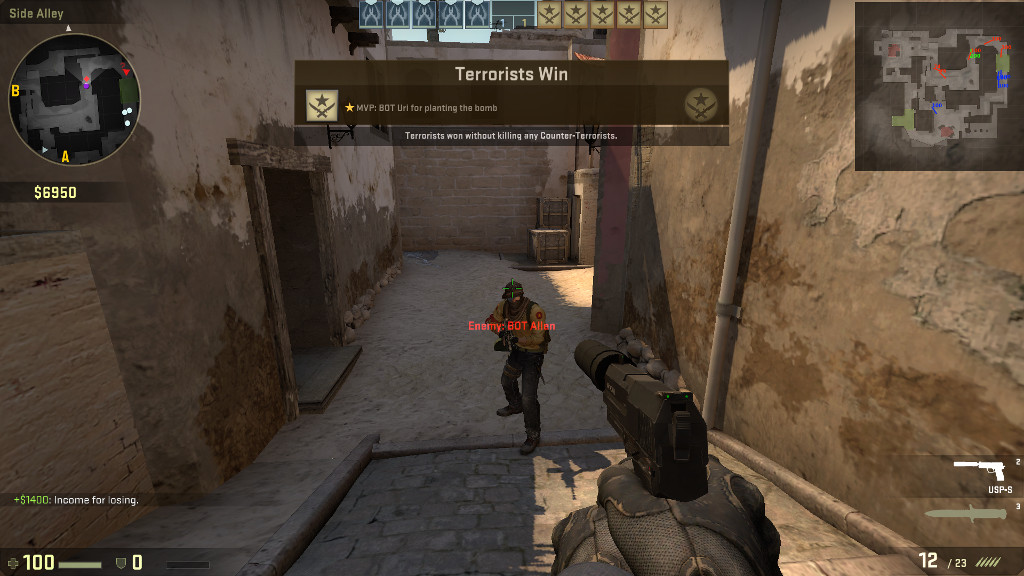 Side Alley
1
Terrorists Win
MVP: BOT Uri for planting the bomb
Terrorists won without killing any Counter-Terrorists.
B
A
$6950
Enemy: BOT Allen
2
USP-S
3
+$1400: Income for losing.
100
0
12 / 23